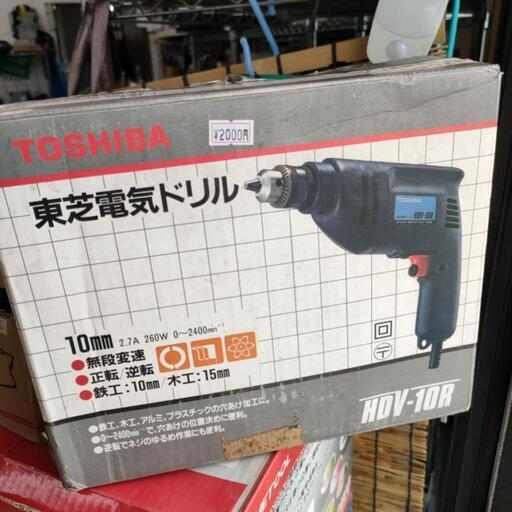 TOSHIBA
¥2000円
東芝電気ドリル
TOSHIBA
10mm 2.7A 260W 0〜2400min⁻¹
●無段変速
●正転/逆転
●鉄工:10mm/木工:15mm
●鉄工、木工、アルミ、プラスチックの穴あけ加工に。
●0〜2400min⁻¹で、穴あけの位置決めに便利。
●逆転でネジのゆるめ作業にも便利。
HDV-10R